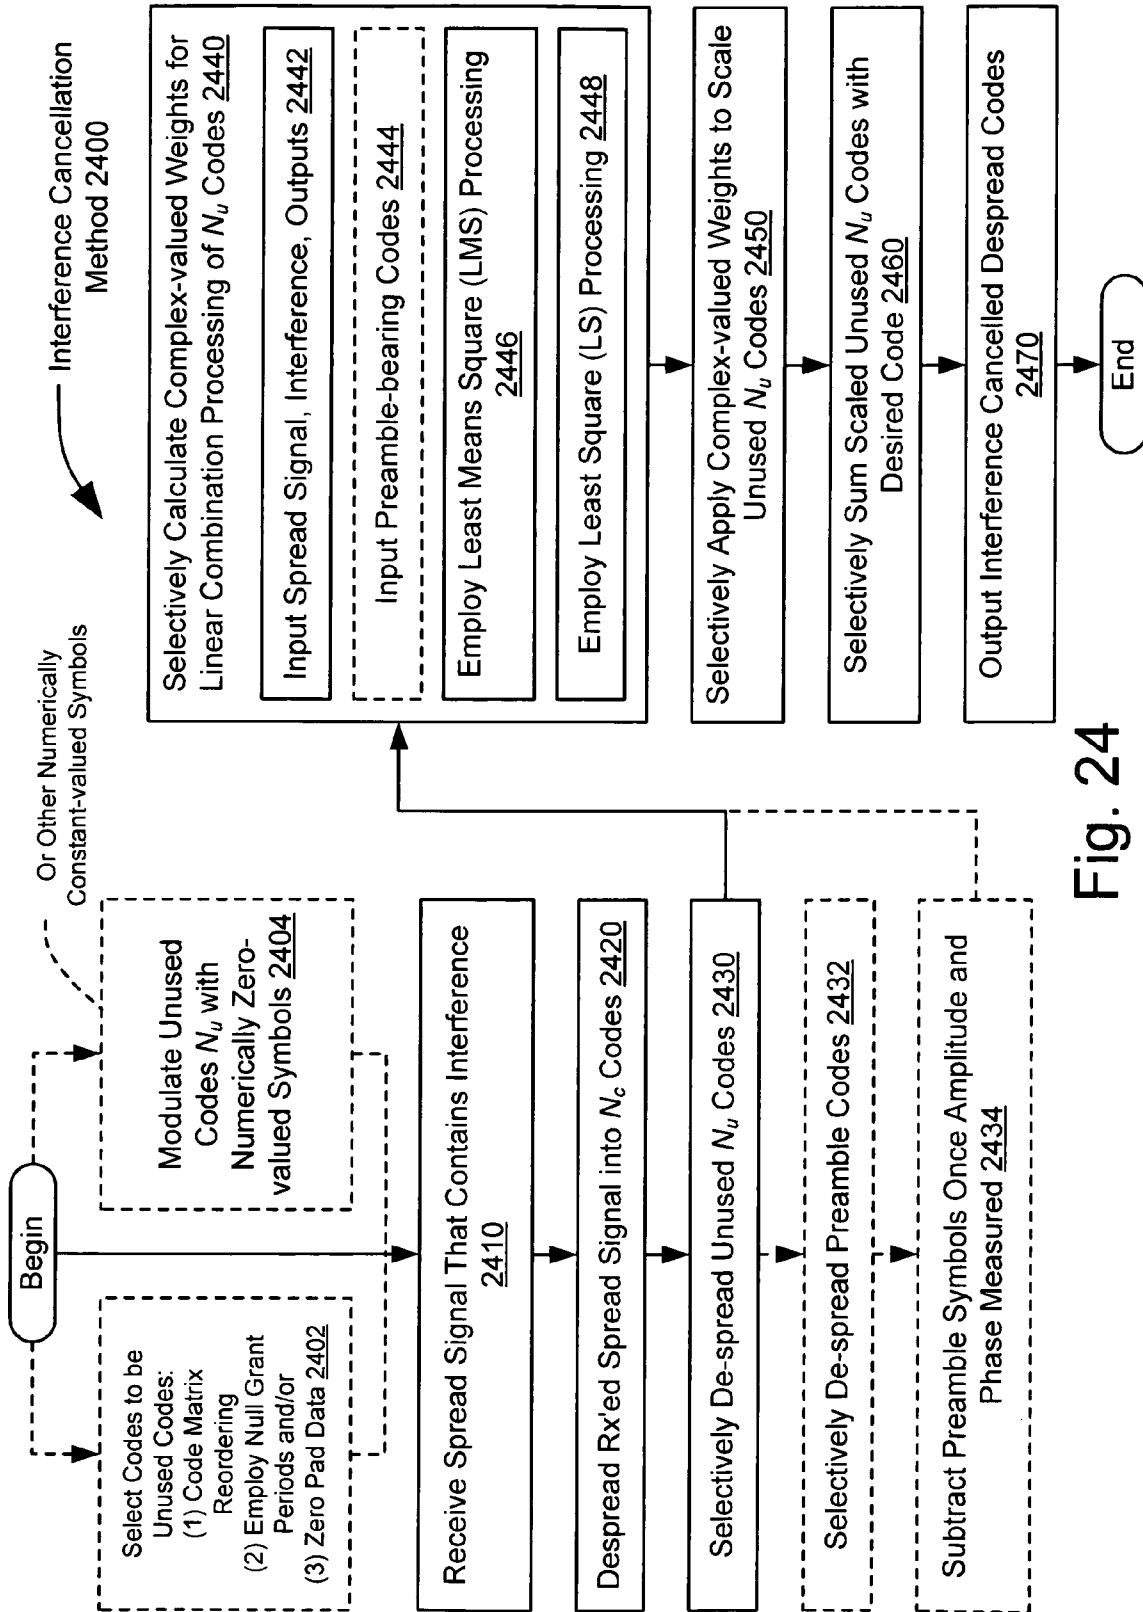 Interference Cancellation
Method 2400
Begin
Select Codes to be
Unused Codes:
(1) Code Matrix
Reordering
(2) Employ Null Grant
Periods and/or
(3) Zero Pad Data 2402
Or Other Numerically
Constant-valued Symbols
Modulate Unused
Codes Nu with
Numerically Zero-
valued Symbols 2404
Receive Spread Signal That Contains Interference
2410
Despread Rx'ed Spread Signal into Nc Codes 2420
Selectively De-spread Unused Nu Codes 2430
Selectively De-spread Preamble Codes 2432
Subtract Preamble Symbols Once Amplitude and
Phase Measured 2434
Selectively Calculate Complex-valued Weights for
Linear Combination Processing of Nu Codes 2440
Input Spread Signal, Interference, Outputs 2442
Input Preamble-bearing Codes 2444
Employ Least Means Square (LMS) Processing
2446
Employ Least Square (LS) Processing 2448
Selectively Apply Complex-valued Weights to Scale
Unused Nu Codes 2450
Selectively Sum Scaled Unused Nu Codes with
Desired Code 2460
Output Interference Cancelled Despread Codes
2470
End
Fig. 24